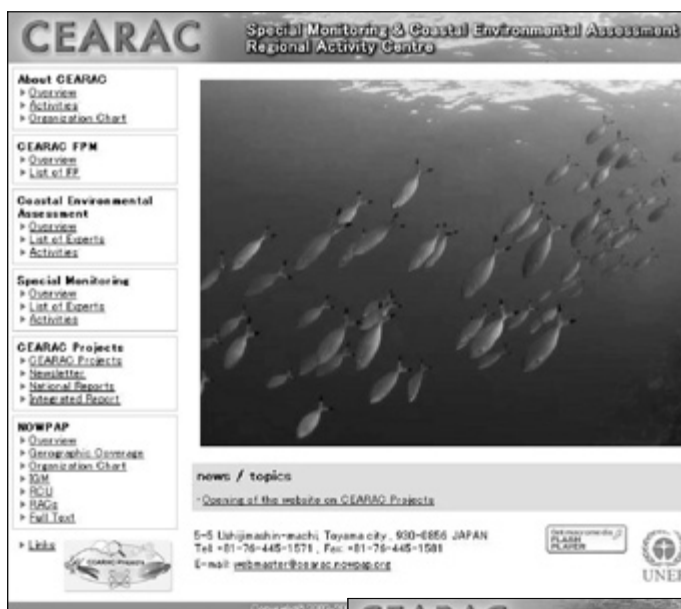 CEARAC
Special Monitoring & Coastal Environmental Assessment
Regional Activity Centre
About CEARAC
Overview
Activities
Organization Chart
CEARAC FPM
Overview
List of FP
Coastal Environmental
Assessment
Overview
List of Experts
Activities
Special Monitoring
Overview
List of Experts
Activities
CEARAC Projects
CEARAC Projects
Newsletter
National Reports
Integrated Report
NOWPAP
Overview
Gerographic Coverage
Organization Chart
IGM
RCU
RACs
Full Text
Links
news / topics
Opening of the website on CEARAC Projects
5-5 Ushijimashin-machi, Toyama city, 930-0856 JAPAN
Tel +81-76-445-1571, Fax +81-76-445-1581
E-mail: webmaster@cearac.nowpap.org
FLASH
PLAYER
UNEP